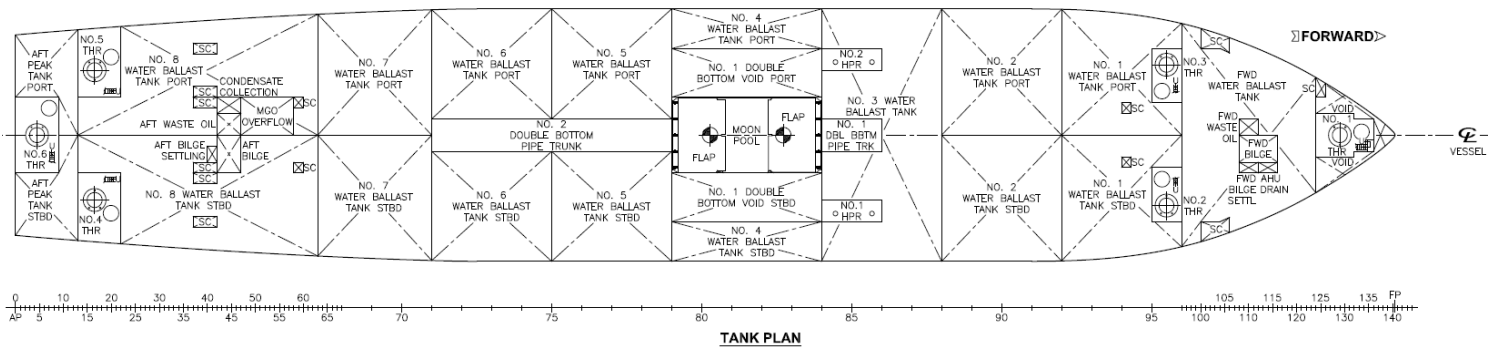 AFT
PEAK
TANK
PORT
NO.5
THR
SC
NO. 8
WATER BALLAST
TANK PORT
SC
SC
CONDENSATE
COLLECTION
MGO
OVERFLOW
SC
AFT WASTE OIL
NO.6
THR
AFT BILGE
SETTLING
AFT
BILGE
SC
SC
SC
AFT
PEAK
TANK
STBD
NO.4
THR
NO. 8 WATER BALLAST
TANK STBD
SC
NO. 7
WATER BALLAST
TANK PORT
NO. 7
WATER BALLAST
TANK STBD
NO. 6
WATER BALLAST
TANK PORT
NO. 5
WATER BALLAST
TANK PORT
NO. 2
DOUBLE BOTTOM
PIPE TRUNK
NO. 6
WATER BALLAST
TANK STBD
NO. 5
WATER BALLAST
TANK STBD
NO. 4
WATER BALLAST
TANK PORT
NO. 1 DOUBLE
BOTTOM VOID PORT
FLAP
MOON
POOL
FLAP
NO. 1 DOUBLE
BOTTOM VOID STBD
NO. 4
WATER BALLAST
TANK STBD
NO.2
HPR
NO. 3 WATER
BALLAST TANK
NO. 1
DBL BBTM
PIPE TRK
NO.1
HPR
NO. 2
WATER BALLAST
TANK PORT
NO. 2
WATER BALLAST
TANK STBD
NO. 1
WATER BALLAST
TANK PORT
SC
SC
NO. 1
WATER BALLAST
TANK STBD
NO.3
THR
NO.2
THR
SC
FWD
WATER BALLAST
TANK
FWD
WASTE
OIL
FWD
BILGE
FWD AHU
BILGE DRAIN
SETTL
SC
SC
VOID
NO. 1
THR
VOID
FORWARD
VESSEL
0 10 20 30 40 50 60 105 115 125 135 FP
AP 5 15 25 35 45 55 65 70 75 80 85 90 95 100 110 120 130 140
TANK PLAN